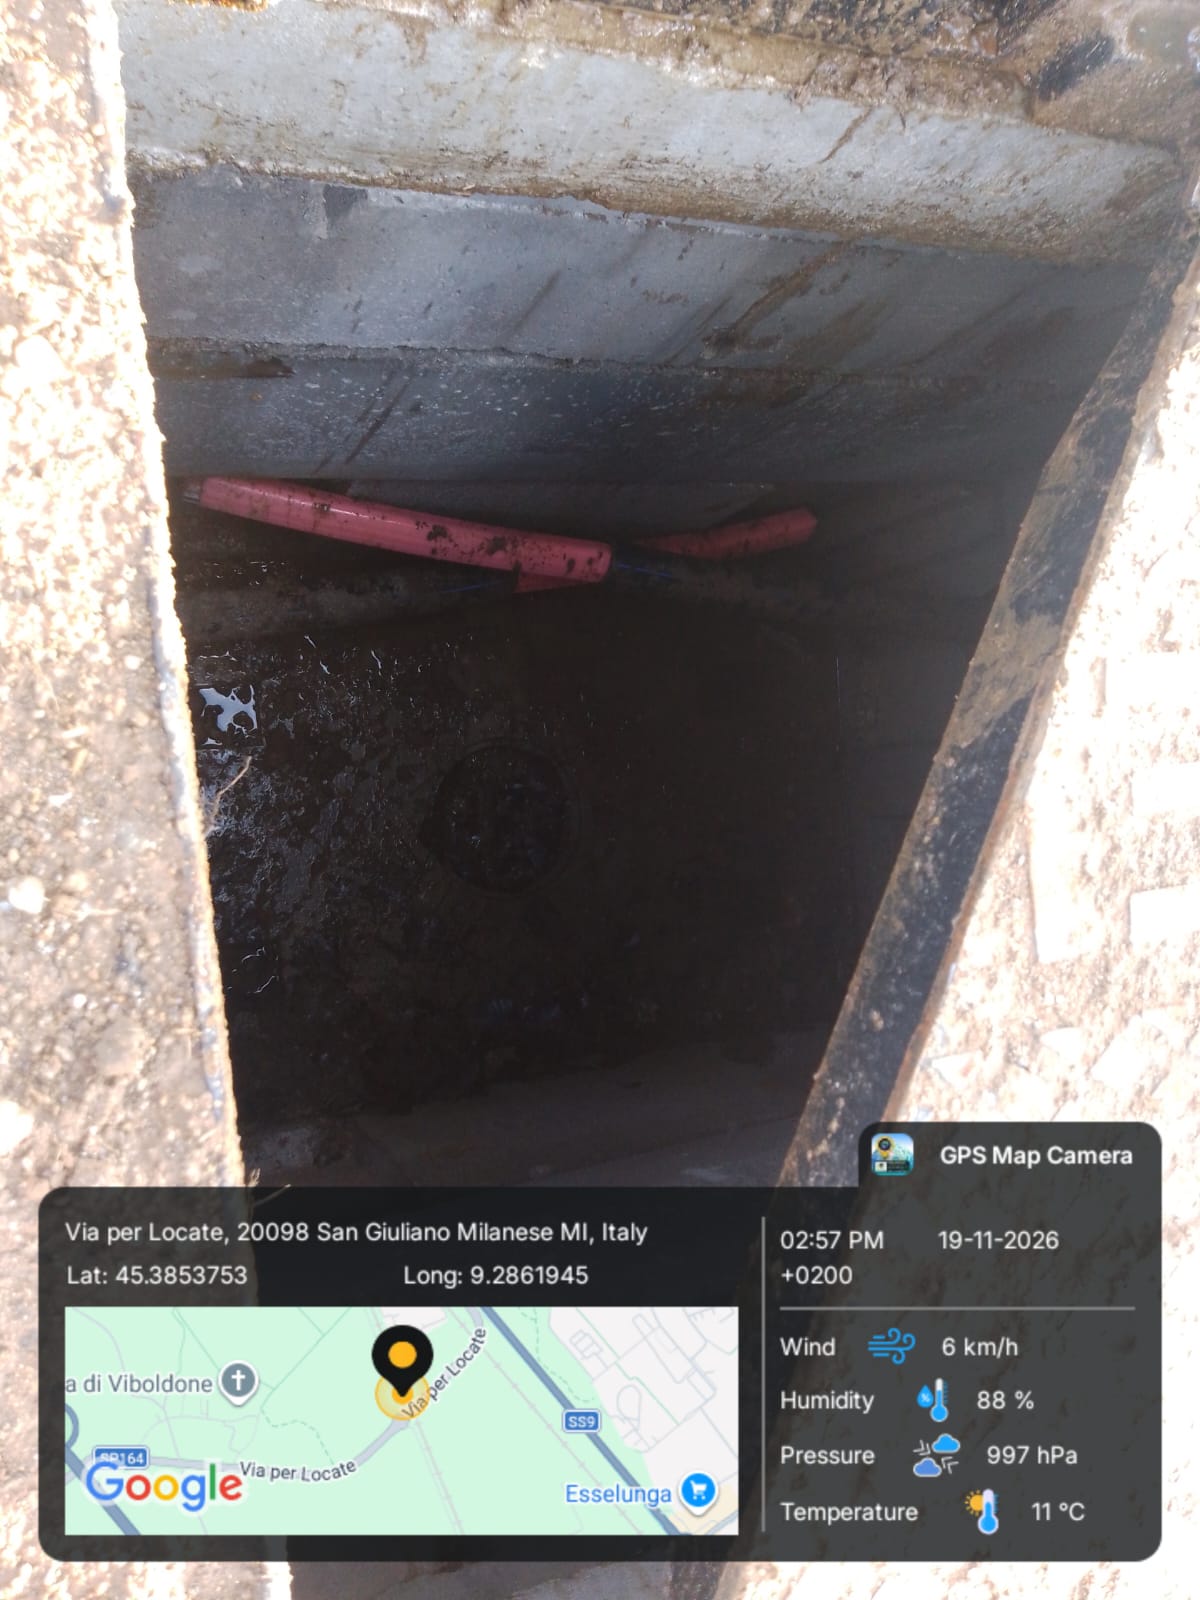 GPS Map Camera
Via per Locate, 20098 San Giuliano Milanese MI, Italy
Lat: 45.3853753 Long: 9.2861945
02:57 PM 19-11-2026
+0200
Via per Locate
a di Viboldone
SS9
SP164
Via per Locate
Google
Esselunga
Wind 6 km/h
Humidity 88 %
Pressure 997 hPa
Temperature 11 °C